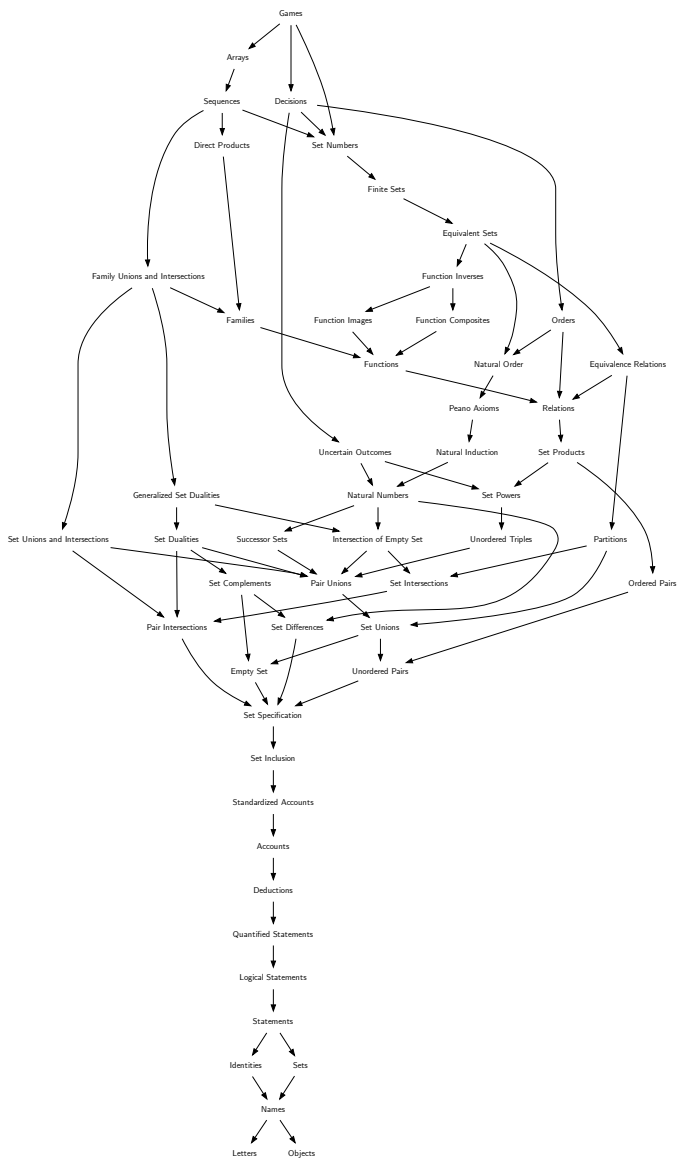 Games
Arrays
Sequences
Decisions
Direct Products
Set Numbers
Finite Sets
Equivalent Sets
Family Unions and Intersections
Function Inverses
Families
Function Images
Function Composites
Orders
Functions
Natural Order
Equivalence Relations
Peano Axioms
Relations
Uncertain Outcomes
Natural Induction
Set Products
Generalized Set Dualities
Natural Numbers
Set Powers
Set Unions and Intersections
Set Dualities
Successor Sets
Intersection of Empty Set
Unordered Triples
Partitions
Set Complements
Pair Unions
Set Intersections
Ordered Pairs
Pair Intersections
Set Differences
Set Unions
Empty Set
Unordered Pairs
Set Specification
Set Inclusion
Standardized Accounts
Accounts
Deductions
Quantified Statements
Logical Statements
Statements
Identities
Sets
Names
Letters
Objects